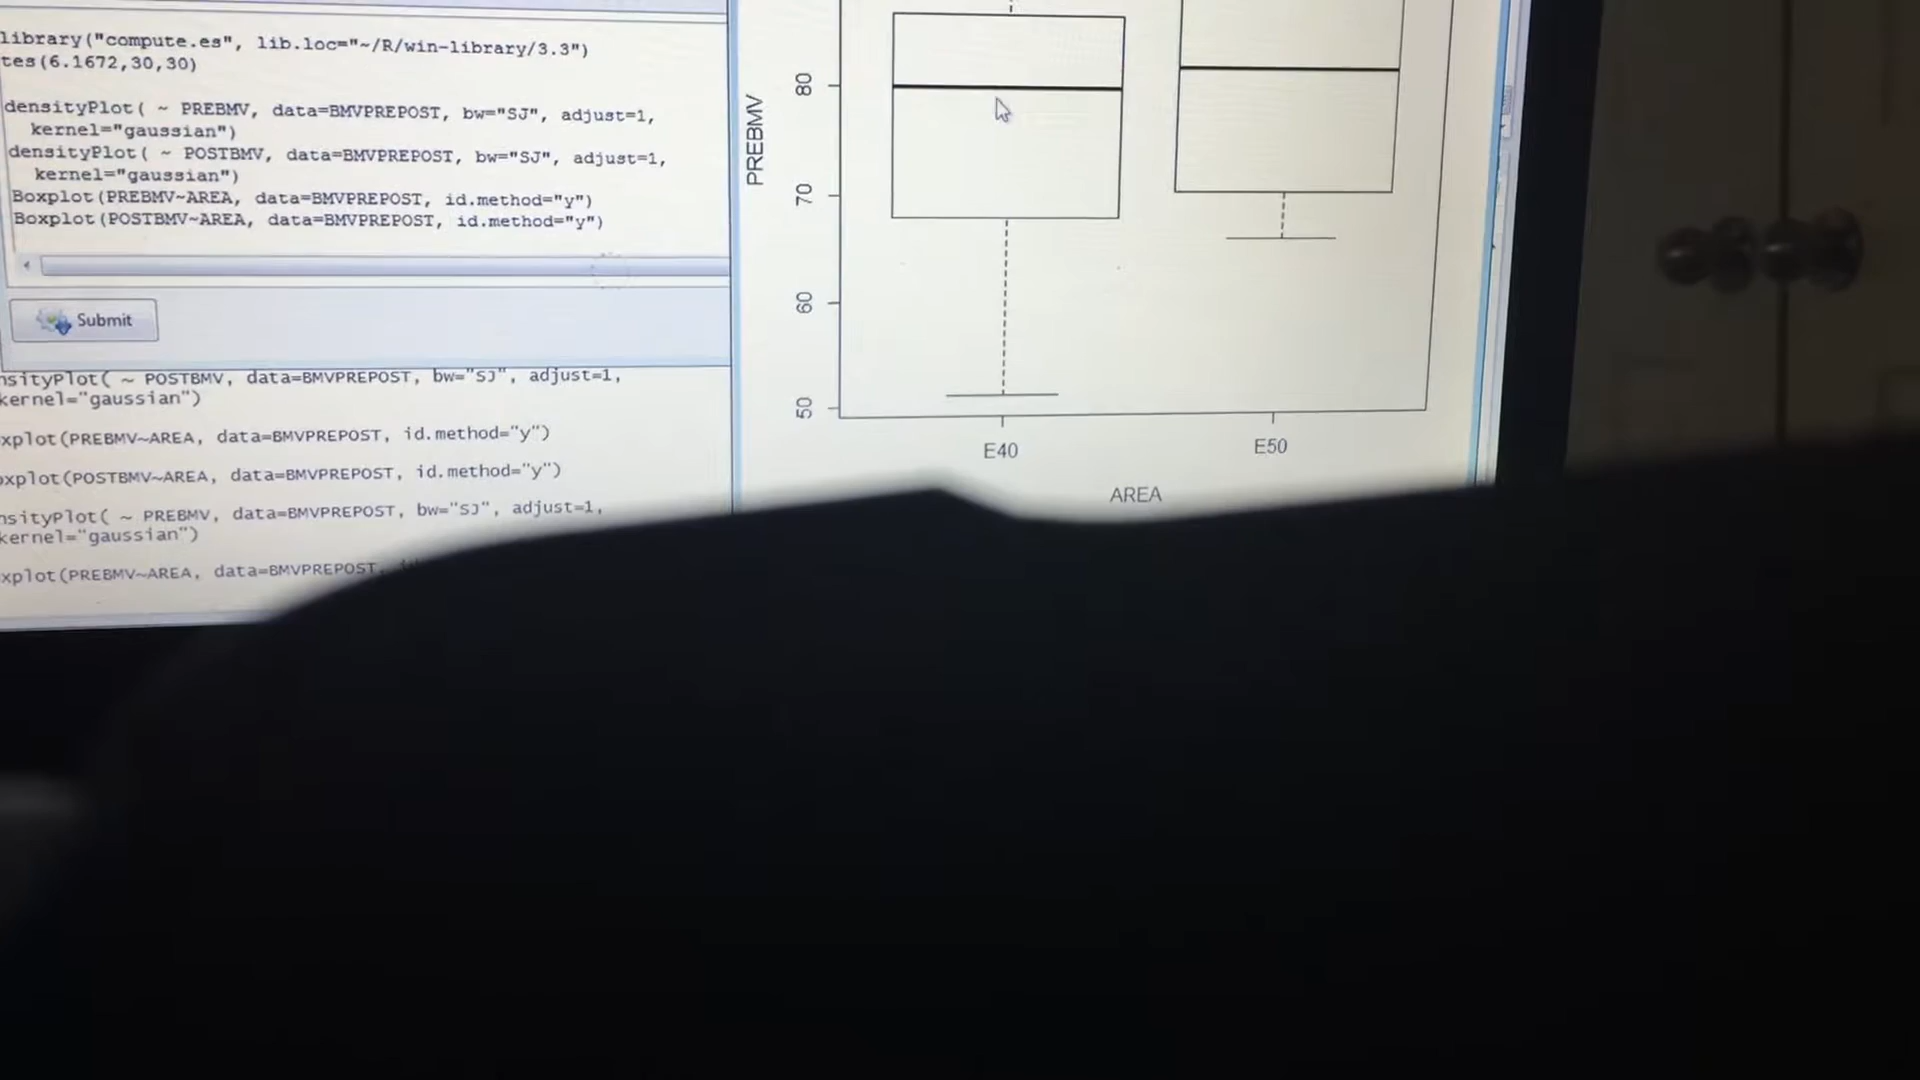 library("compute.es", lib.loc="~/R/win-library/3.3")
tes(6.1672,30,30)
densityPlot( ~ PREBMV, data=BMVPREPOST, bw="SJ", adjust=1,
kernel="gaussian")
densityPlot( ~ POSTBMV, data=BMVPREPOST, bw="SJ", adjust=1,
kernel="gaussian")
Boxplot(PREBMV~AREA, data=BMVPREPOST, id.method="y")
Boxplot(POSTBMV~AREA, data=BMVPREPOST, id.method="y")
Submit
nsityPlot( ~ POSTBMV, data=BMVPREPOST, bw="SJ", adjust=1,
kernel="gaussian")
xplot(PREBMV~AREA, data=BMVPREPOST, id.method="y")
oxplot(POSTBMV~AREA, data=BMVPREPOST, id.method="y")
nsityPlot( ~ PREBMV, data=BMVPREPOST, bw="SJ", adjust=1,
kernel="gaussian")
xplot(PREBMV~AREA, data=BMVPREPOST,
PREBMV
80
70
60
50
E40
E50
AREA